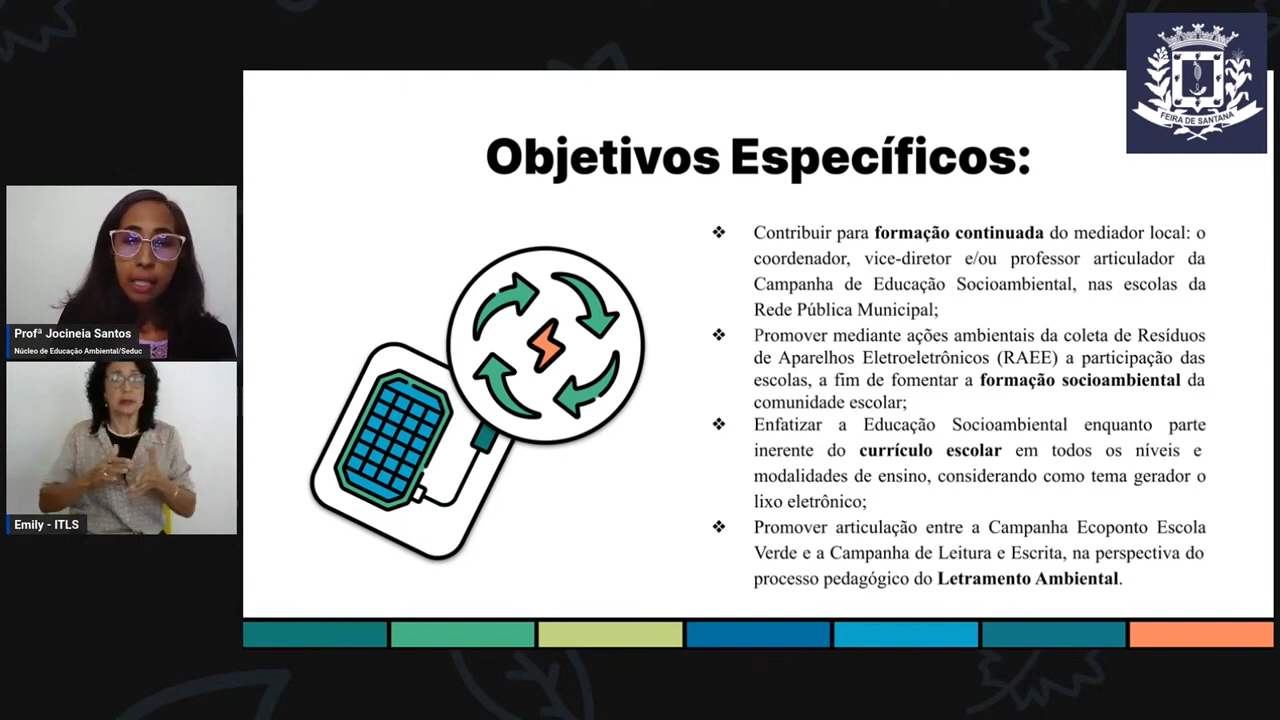 FEIRA DE SANTANA
Objetivos Específicos:
Profª Jocineia Santos
Núcleo de Educação Ambiental/Seduc
Emily - ITLS
❖ Contribuir para formação continuada do mediador local: o
coordenador, vice-diretor e/ou professor articulador da
Campanha de Educação Socioambiental, nas escolas da
Rede Pública Municipal;
❖ Promover mediante ações ambientais da coleta de Resíduos
de Aparelhos Eletroeletrônicos (RAEE) a participação das
escolas, a fim de fomentar a formação socioambiental da
comunidade escolar;
❖ Enfatizar a Educação Socioambiental enquanto parte
inerente do currículo escolar em todos os níveis e
modalidades de ensino, considerando como tema gerador o
lixo eletrônico;
❖ Promover articulação entre a Campanha Ecoponto Escola
Verde e a Campanha de Leitura e Escrita, na perspectiva do
processo pedagógico do Letramento Ambiental.